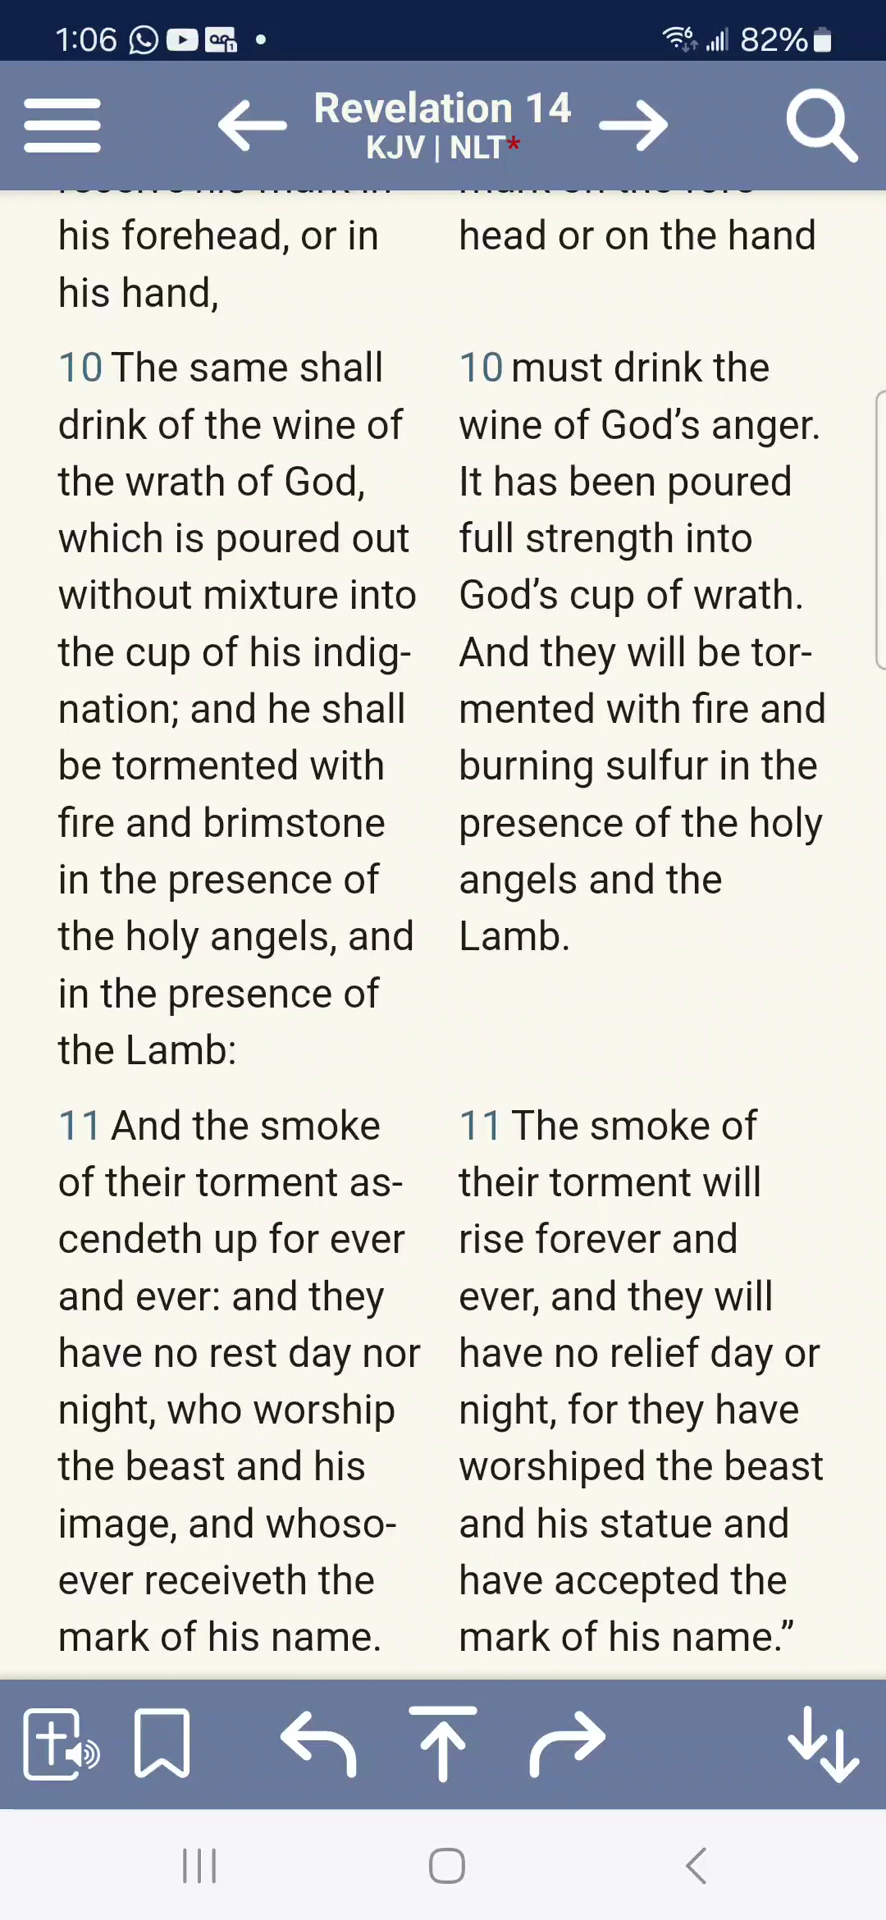 1:06 82%
Revelation 14
KJV | NLT*
his forehead, or in
his hand,
10 The same shall
drink of the wine of
the wrath of God,
which is poured out
without mixture into
the cup of his indig-
nation; and he shall
be tormented with
fire and brimstone
in the presence of
the holy angels, and
in the presence of
the Lamb:
11 And the smoke
of their torment as-
cendeth up for ever
and ever: and they
have no rest day nor
night, who worship
the beast and his
image, and whoso-
ever receiveth the
mark of his name.
head or on the hand
10 must drink the
wine of God’s anger.
It has been poured
full strength into
God’s cup of wrath.
And they will be tor-
mented with fire and
burning sulfur in the
presence of the holy
angels and the
Lamb.
11 The smoke of
their torment will
rise forever and
ever, and they will
have no relief day or
night, for they have
worshiped the beast
and his statue and
have accepted the
mark of his name.”